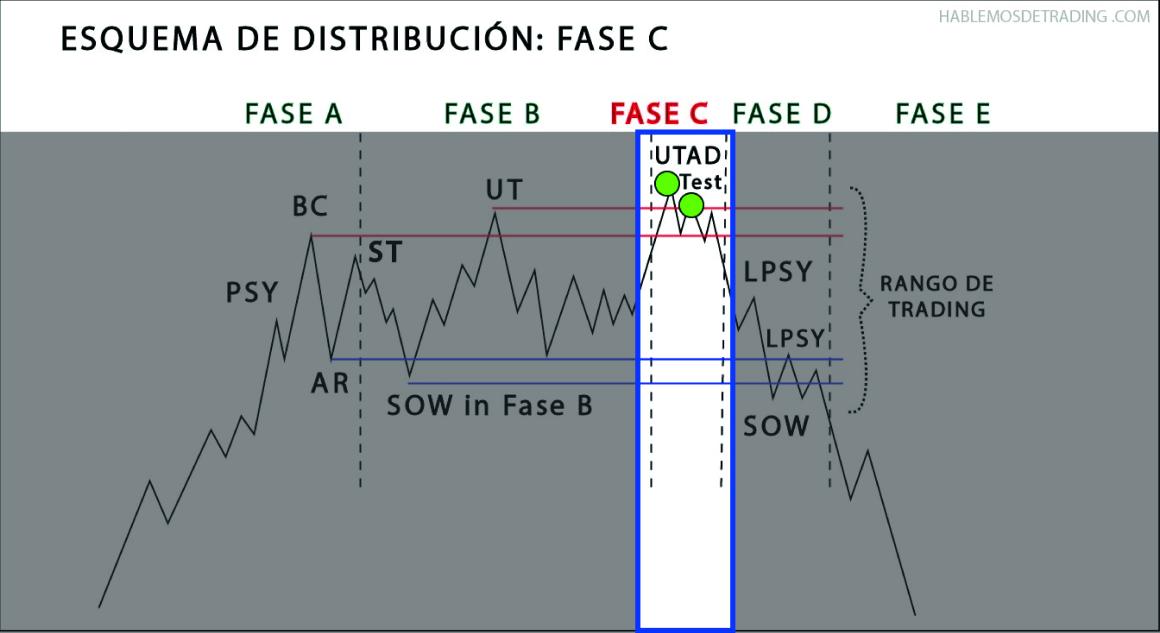 HABLEMOSDETRADING.COM
ESQUEMA DE DISTRIBUCIÓN: FASE C
FASE A
FASE B
FASE C
FASE D
FASE E
UTAD
Test
UT
BC
ST
PSY
LPSY
RANGO DE
TRADING
LPSY
AR
SOW in Fase B
SOW